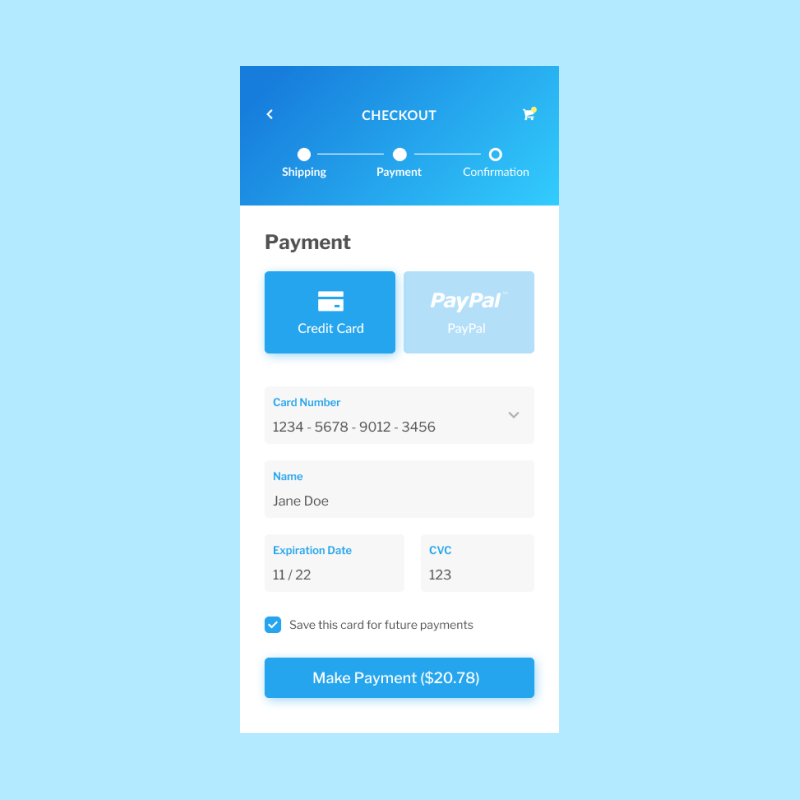 CHECKOUT
Shipping Payment Confirmation
Payment
PayPal
Credit Card PayPal
Card Number
1234 - 5678 - 9012 - 3456
Name
Jane Doe
Expiration Date CVC
11 / 22 123
Save this card for future payments
Make Payment ($20.78)